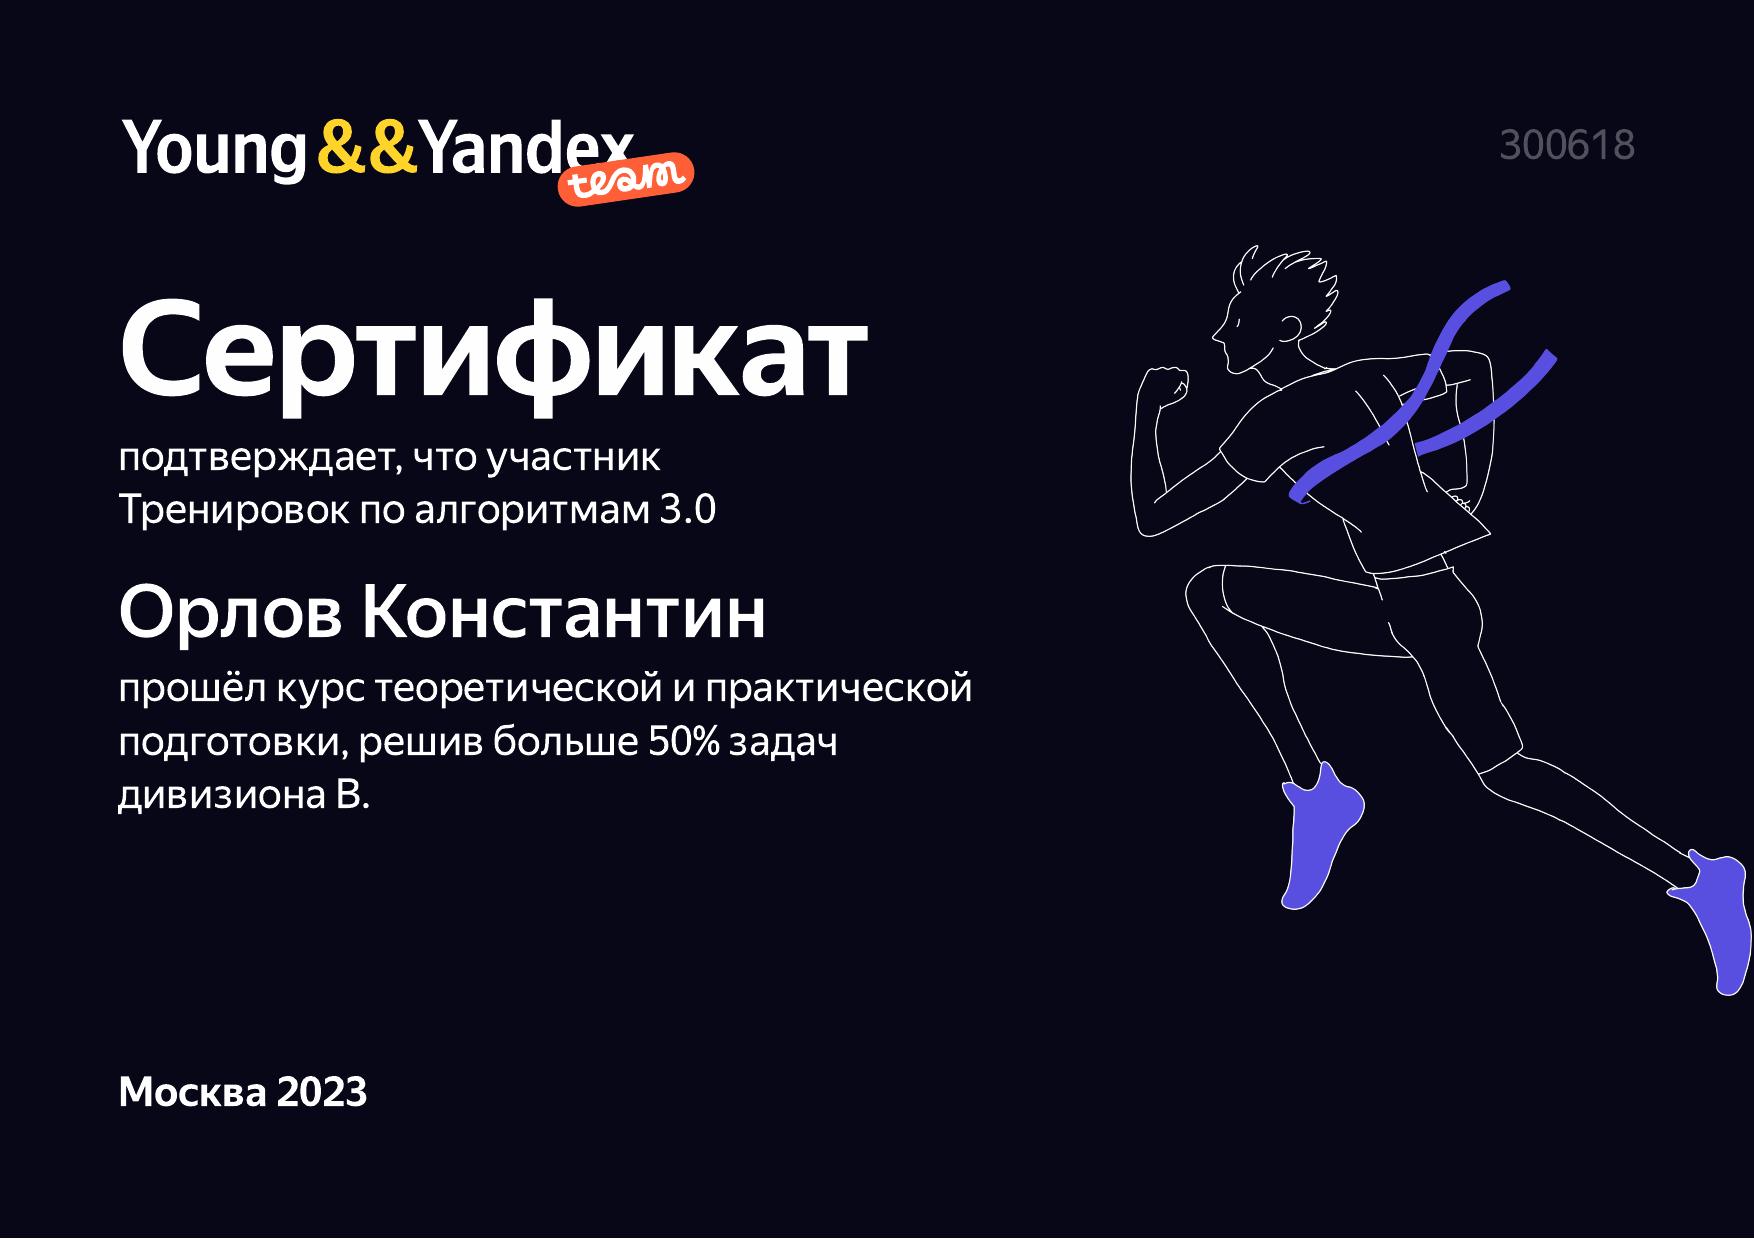 Young&&Yandex
team
300618
Сертификат
подтверждает, что участник
Тренировок по алгоритмам 3.0
Орлов Константин
прошёл курс теоретической и практической
подготовки, решив больше 50% задач
дивизиона B.
Москва 2023